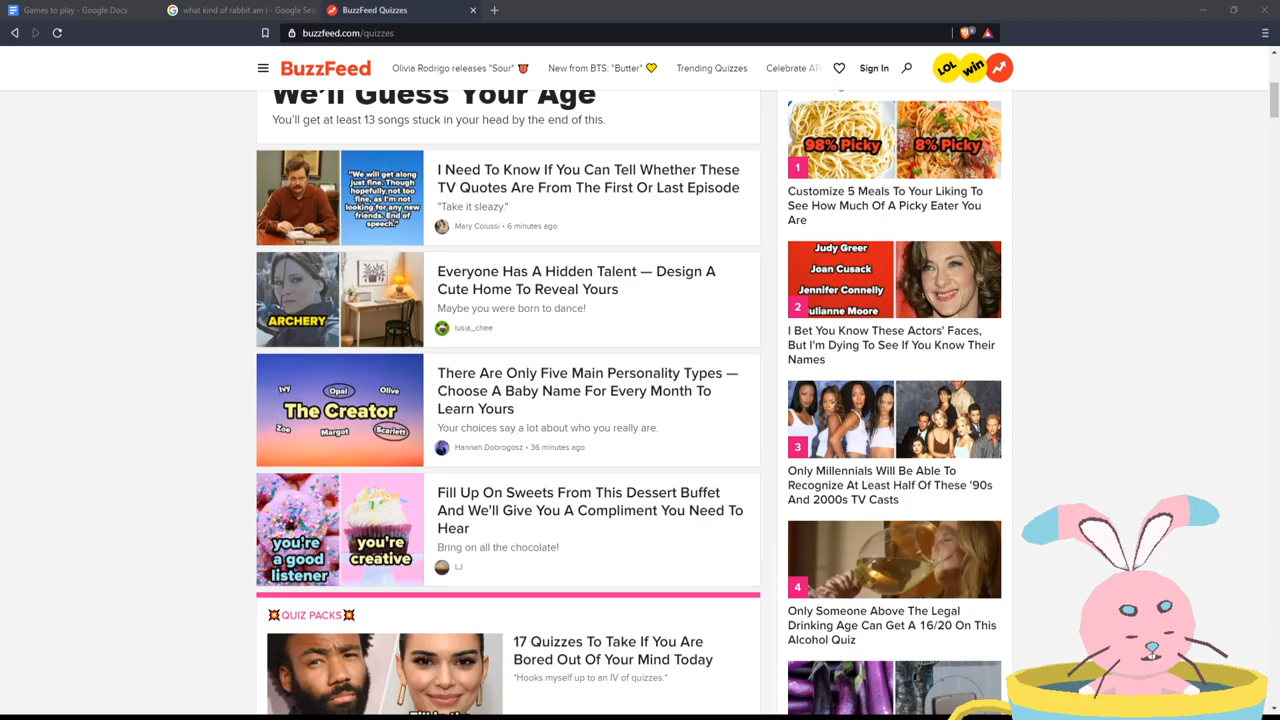 Games to play - Google Docs
what kind of rabbit am i - Google Sea
BuzzFeed Quizzes
buzzfeed.com/quizzes
BuzzFeed
Olivia Rodrigo releases "Sour"
New from BTS: "Butter"
Trending Quizzes
Celebrate AP
Sign In
LOL
win
We'll Guess Your Age
You'll get at least 13 songs stuck in your head by the end of this.
"We will get along
just fine. Though
hopefully not too
fine, as I'm not
looking for any new
friends. End of
speech."
I Need To Know If You Can Tell Whether These
TV Quotes Are From The First Or Last Episode
"Take it sleazy."
Mary Colussi • 6 minutes ago
ARCHERY
Everyone Has A Hidden Talent — Design A
Cute Home To Reveal Yours
Maybe you were born to dance!
lusia_chee
Ivy
Opal
Olive
The Creator
Zoe
Margot
Scarlett
There Are Only Five Main Personality Types —
Choose A Baby Name For Every Month To
Learn Yours
Your choices say a lot about who you really are.
Hannah Dobrogosz • 36 minutes ago
you're
a good
listener
you're
creative
Fill Up On Sweets From This Dessert Buffet
And We'll Give You A Compliment You Need To
Hear
Bring on all the chocolate!
LJ
QUIZ PACKS
17 Quizzes To Take If You Are
Bored Out Of Your Mind Today
"Hooks myself up to an IV of quizzes."
98% Picky
8% Picky
1
Customize 5 Meals To Your Liking To
See How Much Of A Picky Eater You
Are
Judy Greer
Joan Cusack
Jennifer Connelly
Julianne Moore
2
I Bet You Know These Actors' Faces,
But I'm Dying To See If You Know Their
Names
3
Only Millennials Will Be Able To
Recognize At Least Half Of These '90s
And 2000s TV Casts
4
Only Someone Above The Legal
Drinking Age Can Get A 16/20 On This
Alcohol Quiz